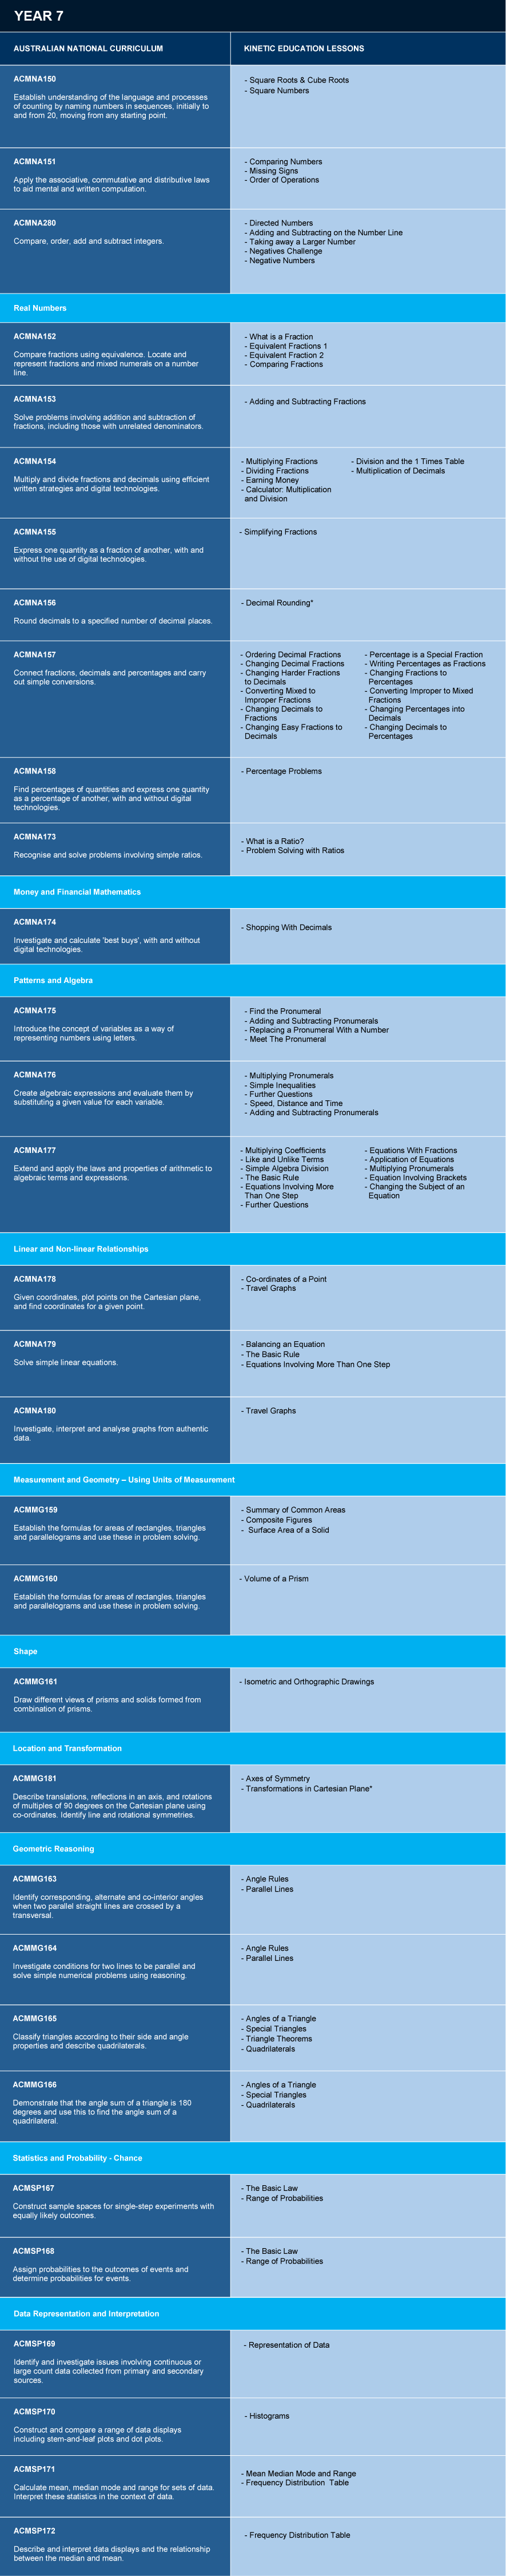 YEAR 7
AUSTRALIAN NATIONAL CURRICULUM
KINETIC EDUCATION LESSONS
ACMNA150
Establish understanding of the language and processes
of counting by naming numbers in sequences, initially to
and from 20, moving from any starting point.
- Square Roots & Cube Roots
- Square Numbers
ACMNA151
Apply the associative, commutative and distributive laws
to aid mental and written computation.
- Comparing Numbers
- Missing Signs
- Order of Operations
ACMNA280
Compare, order, add and subtract integers.
- Directed Numbers
- Adding and Subtracting on the Number Line
- Taking away a Larger Number
- Negatives Challenge
- Negative Numbers
Real Numbers
ACMNA152
Compare fractions using equivalence. Locate and
represent fractions and mixed numerals on a number
line.
- What is a Fraction
- Equivalent Fractions 1
- Equivalent Fraction 2
- Comparing Fractions
ACMNA153
Solve problems involving addition and subtraction of
fractions, including those with unrelated denominators.
- Adding and Subtracting Fractions
ACMNA154
Multiply and divide fractions and decimals using efficient
written strategies and digital technologies.
- Multiplying Fractions
- Dividing Fractions
- Earning Money
- Calculator: Multiplication
and Division
- Division and the 1 Times Table
- Multiplication of Decimals
ACMNA155
Express one quantity as a fraction of another, with and
without the use of digital technologies.
- Simplifying Fractions
ACMNA156
Round decimals to a specified number of decimal places.
- Decimal Rounding*
ACMNA157
Connect fractions, decimals and percentages and carry
out simple conversions.
- Ordering Decimal Fractions
- Changing Decimal Fractions
- Changing Harder Fractions
to Decimals
- Converting Mixed to
Improper Fractions
- Changing Decimals to
Fractions
- Changing Easy Fractions to
Decimals
- Percentage is a Special Fraction
- Writing Percentages as Fractions
- Changing Fractions to
Percentages
- Converting Improper to Mixed
Fractions
- Changing Percentages into
Decimals
- Changing Decimals to
Percentages
ACMNA158
Find percentages of quantities and express one quantity
as a percentage of another, with and without digital
technologies.
- Percentage Problems
ACMNA173
Recognise and solve problems involving simple ratios.
- What is a Ratio?
- Problem Solving with Ratios
Money and Financial Mathematics
ACMNA174
Investigate and calculate 'best buys', with and without
digital technologies.
- Shopping With Decimals
Patterns and Algebra
ACMNA175
Introduce the concept of variables as a way of
representing numbers using letters.
- Find the Pronumeral
- Adding and Subtracting Pronumerals
- Replacing a Pronumeral With a Number
- Meet The Pronumeral
ACMNA176
Create algebraic expressions and evaluate them by
substituting a given value for each variable.
- Multiplying Pronumerals
- Simple Inequalities
- Further Questions
- Speed, Distance and Time
- Adding and Subtracting Pronumerals
ACMNA177
Extend and apply the laws and properties of arithmetic to
algebraic terms and expressions.
- Multiplying Coefficients
- Like and Unlike Terms
- Simple Algebra Division
- The Basic Rule
- Equations Involving More
Than One Step
- Further Questions
- Equations With Fractions
- Application of Equations
- Multiplying Pronumerals
- Equation Involving Brackets
- Changing the Subject of an
Equation
Linear and Non-linear Relationships
ACMNA178
Given coordinates, plot points on the Cartesian plane,
and find coordinates for a given point.
- Co-ordinates of a Point
- Travel Graphs
ACMNA179
Solve simple linear equations.
- Balancing an Equation
- The Basic Rule
- Equations Involving More Than One Step
ACMNA180
Investigate, interpret and analyse graphs from authentic
data.
- Travel Graphs
Measurement and Geometry – Using Units of Measurement
ACMMG159
Establish the formulas for areas of rectangles, triangles
and parallelograms and use these in problem solving.
- Summary of Common Areas
- Composite Figures
- Surface Area of a Solid
ACMMG160
Establish the formulas for areas of rectangles, triangles
and parallelograms and use these in problem solving.
- Volume of a Prism
Shape
ACMMG161
Draw different views of prisms and solids formed from
combination of prisms.
- Isometric and Orthographic Drawings
Location and Transformation
ACMMG181
Describe translations, reflections in an axis, and rotations
of multiples of 90 degrees on the Cartesian plane using
co-ordinates. Identify line and rotational symmetries.
- Axes of Symmetry
- Transformations in Cartesian Plane*
Geometric Reasoning
ACMMG163
Identify corresponding, alternate and co-interior angles
when two parallel straight lines are crossed by a
transversal.
- Angle Rules
- Parallel Lines
ACMMG164
Investigate conditions for two lines to be parallel and
solve simple numerical problems using reasoning.
- Angle Rules
- Parallel Lines
ACMMG165
Classify triangles according to their side and angle
properties and describe quadrilaterals.
- Angles of a Triangle
- Special Triangles
- Triangle Theorems
- Quadrilaterals
ACMMG166
Demonstrate that the angle sum of a triangle is 180
degrees and use this to find the angle sum of a
quadrilateral.
- Angles of a Triangle
- Special Triangles
- Quadrilaterals
Statistics and Probability - Chance
ACMSP167
Construct sample spaces for single-step experiments with
equally likely outcomes.
- The Basic Law
- Range of Probabilities
ACMSP168
Assign probabilities to the outcomes of events and
determine probabilities for events.
- The Basic Law
- Range of Probabilities
Data Representation and Interpretation
ACMSP169
Identify and investigate issues involving continuous or
large count data collected from primary and secondary
sources.
- Representation of Data
ACMSP170
Construct and compare a range of data displays
including stem-and-leaf plots and dot plots.
- Histograms
ACMSP171
Calculate mean, median mode and range for sets of data.
Interpret these statistics in the context of data.
- Mean Median Mode and Range
- Frequency Distribution Table
ACMSP172
Describe and interpret data displays and the relationship
between the median and mean.
- Frequency Distribution Table